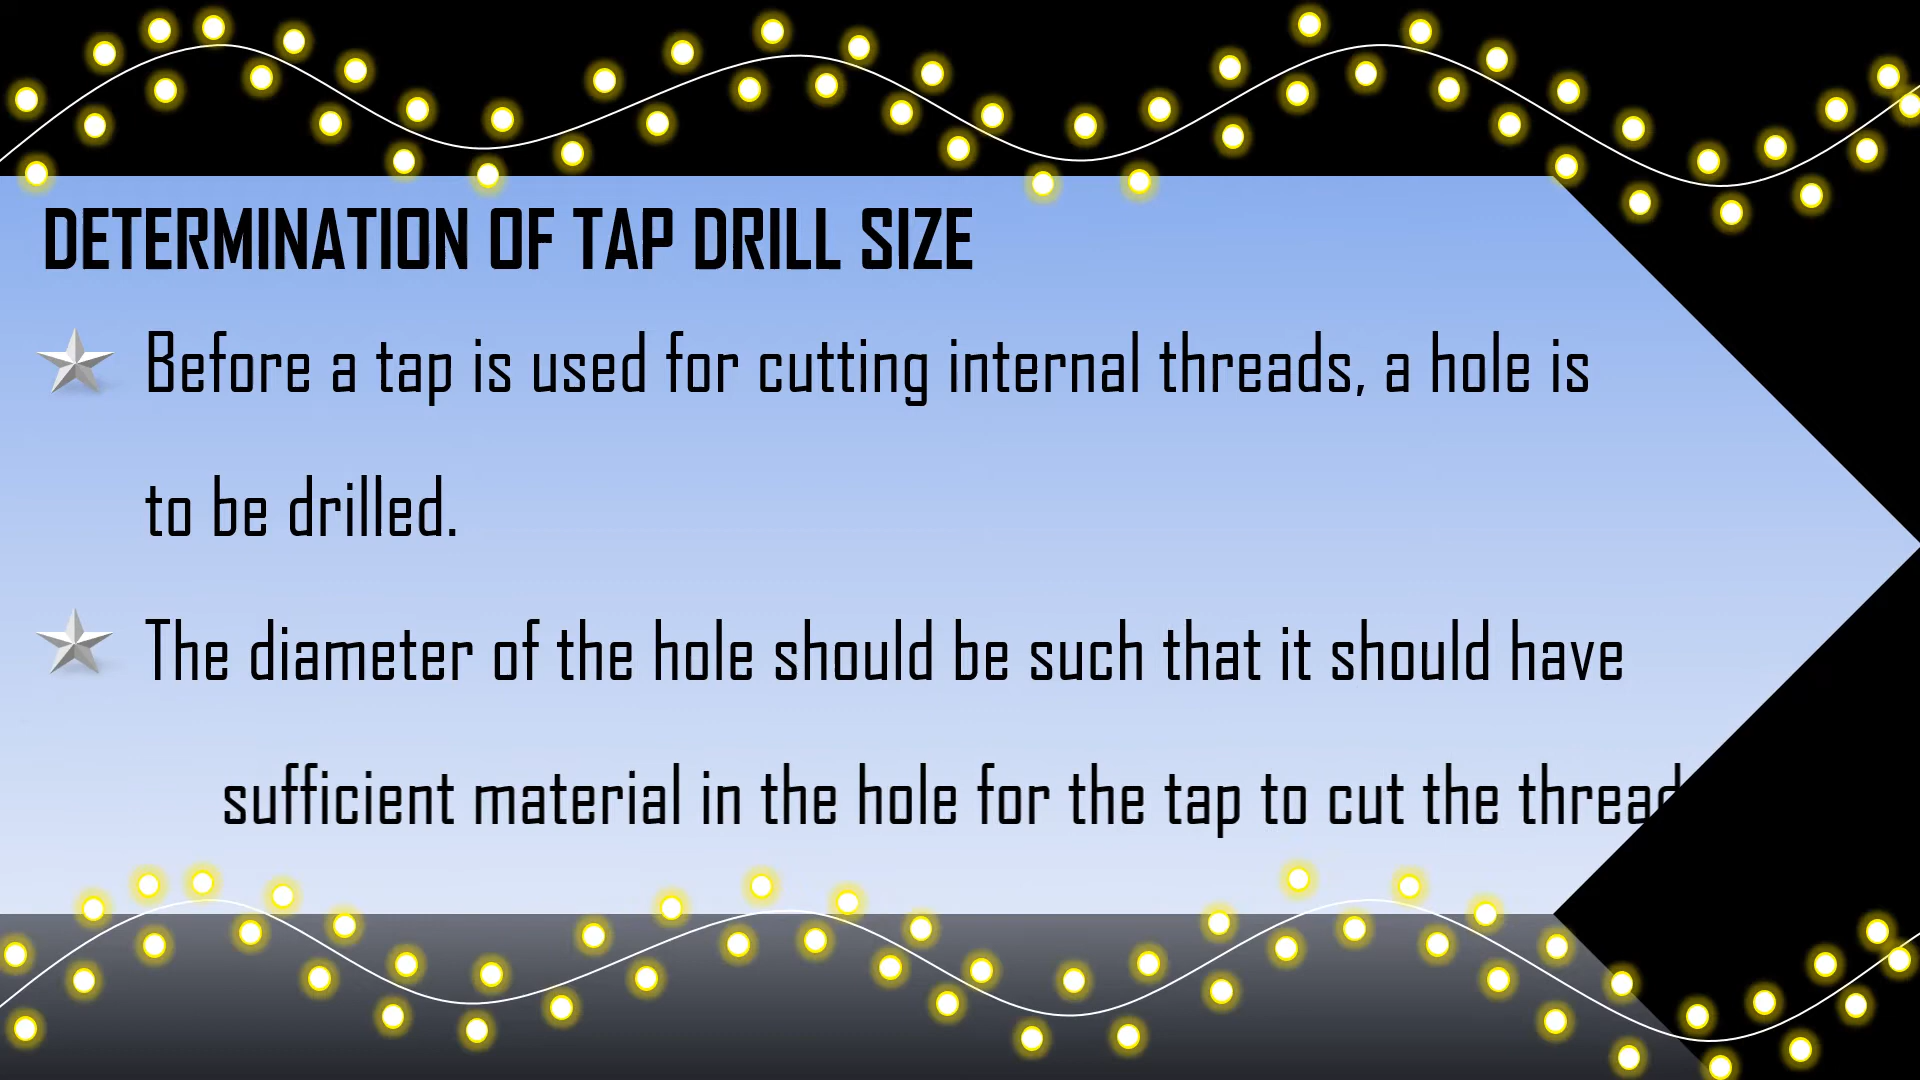 DETERMINATION OF TAP DRILL SIZE
Before a tap is used for cutting internal threads, a hole is
to be drilled.
The diameter of the hole should be such that it should have
sufficient material in the hole for the tap to cut the thread